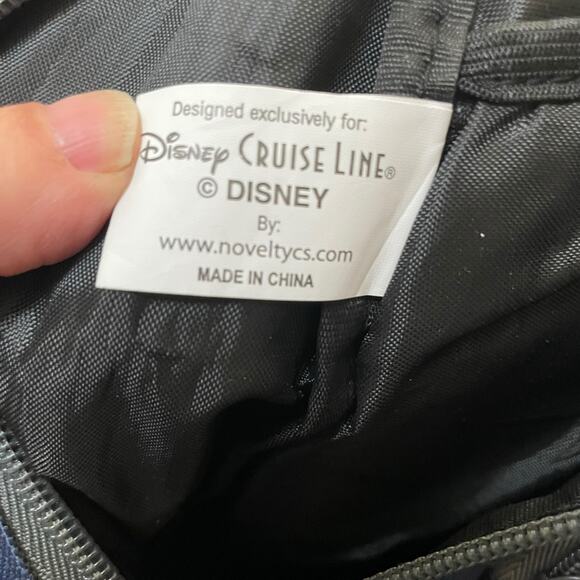 Designed exclusively for:
Disney CRUISE LINE®
© DISNEY
By:
www.noveltycs.com
MADE IN CHINA